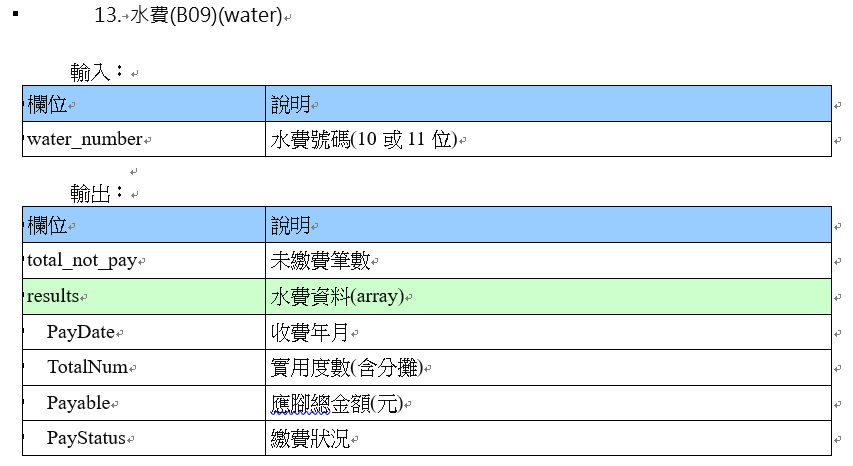 13. 水費(B09)(water)
輸入：
欄位 說明
water_number 水費號碼(10 或 11 位)
輸出：
欄位 說明
total_not_pay 未繳費筆數
results 水費資料(array)
PayDate 收費年月
TotalNum 實用度數(含分攤)
Payable 應腳總金額(元)
PayStatus 繳費狀況